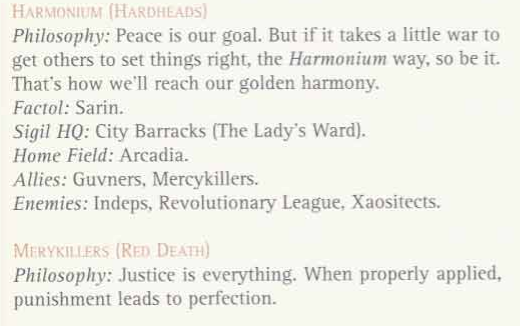 HARMONIUM (HARDHEADS)
Philosophy: Peace is our goal. But if it takes a little war to
get others to set things right, the Harmonium way, so be it.
That's how we'll reach our golden harmony.
Factol: Sarin.
Sigil HQ: City Barracks (The Lady's Ward).
Home Field: Arcadia.
Allies: Guvners, Mercykillers.
Enemies: Indeps, Revolutionary League, Xaositects.
MERYKILLERS (RED DEATH)
Philosophy: Justice is everything. When properly applied,
punishment leads to perfection.